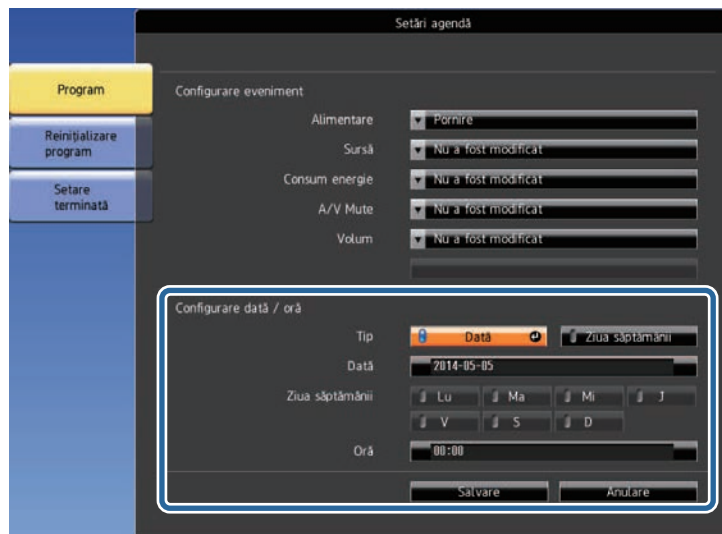 Setări agendă
Program
Reinițializare
program
Setare
terminată
Configurare eveniment
Alimentare Pornire
Sursă Nu a fost modificat
Consum energie Nu a fost modificat
A/V Mute Nu a fost modificat
Volum Nu a fost modificat
Configurare dată / oră
Tip Dată Ziua săptămânii
Dată 2014-05-05
Ziua săptămânii Lu Ma Mi J
V S D
Oră 00:00
Salvare Anulare